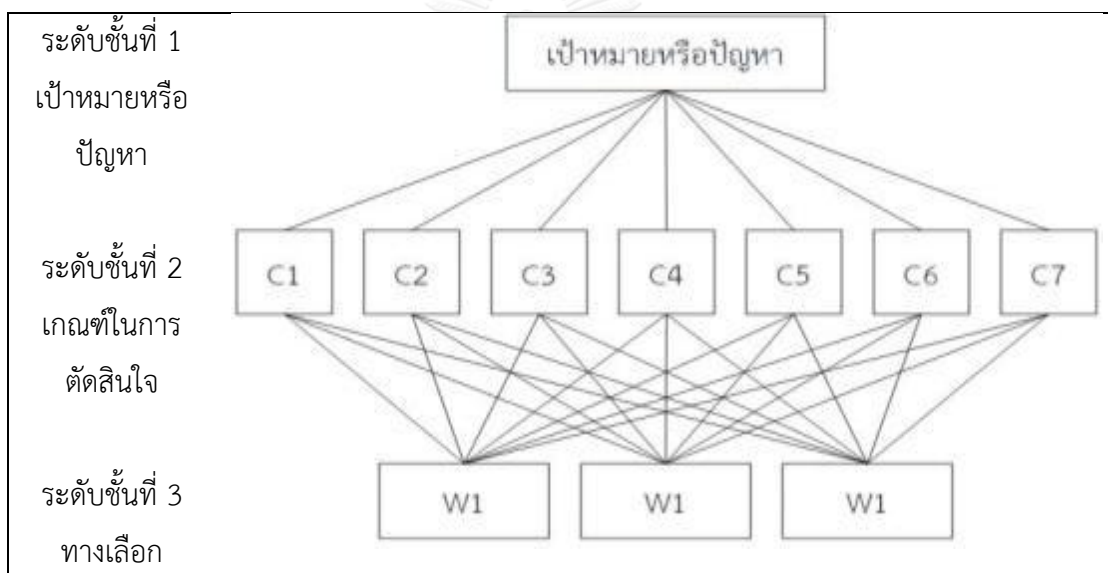 ระดับชั้นที่ 1
เป้าหมายหรือ
ปัญหา
เป้าหมายหรือปัญหา
ระดับชั้นที่ 2
เกณฑ์ในการ
ตัดสินใจ
C1 C2 C3 C4 C5 C6 C7
ระดับชั้นที่ 3
ทางเลือก
W1 W1 W1